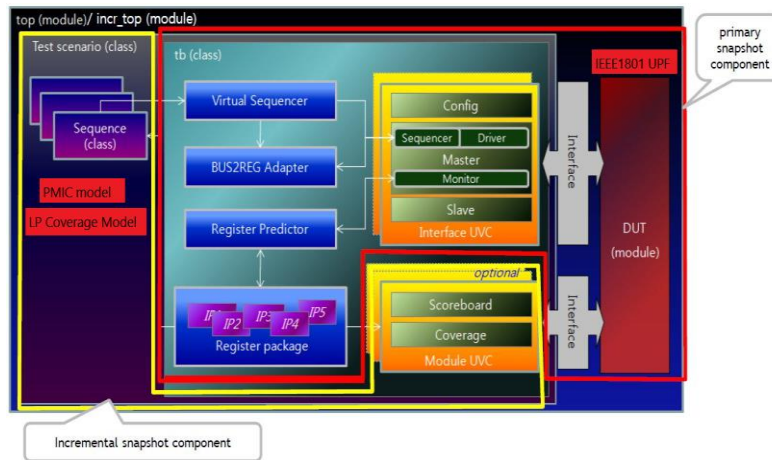 top (module)/ incr_top (module)
primary
snapshot
component
Test scenario (class)
tb (class)
IEEE1801 UPF
Virtual Sequencer
Config
Sequence
(class)
Sequencer
Driver
BUS2REG Adapter
Master
Interface
PMIC model
Monitor
LP Coverage Model
Register Predictor
Slave
Interface UVC
DUT
(module)
optional
IP2
IP3
IP4
IP5
Register package
Scoreboard
Coverage
Module UVC
Interface
Incremental snapshot component